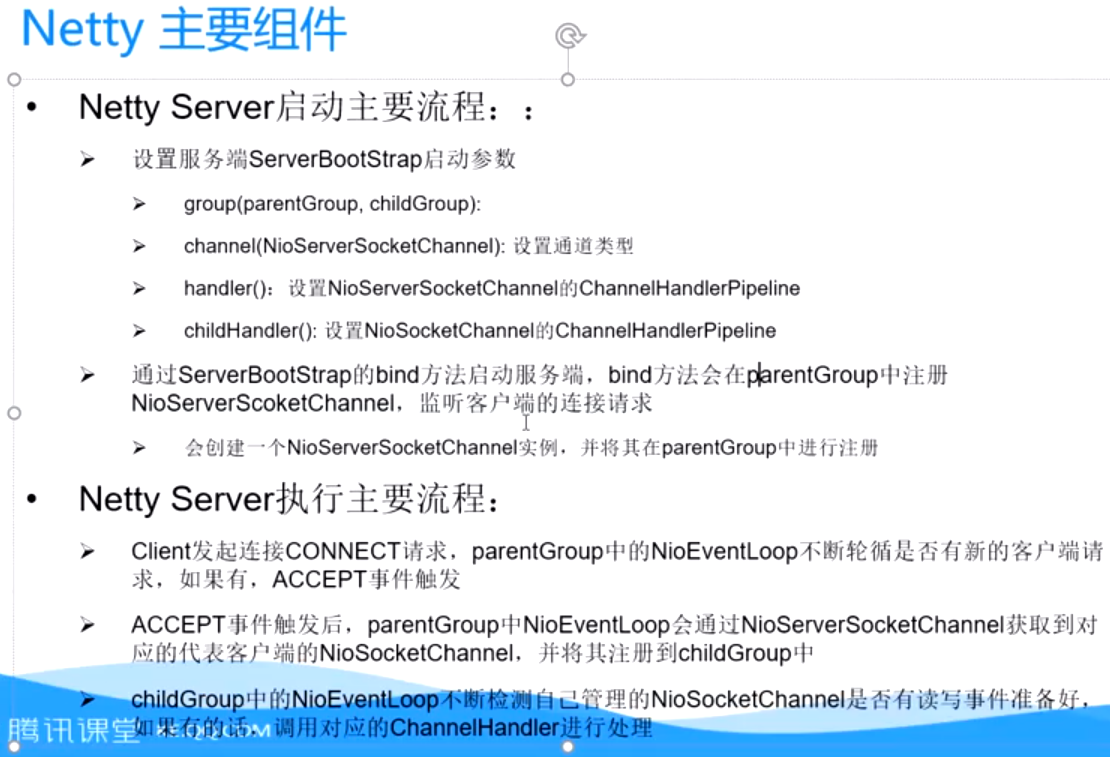 Netty 主要组件
• Netty Server启动主要流程：：
➢ 设置服务端ServerBootStrap启动参数
➢ group(parentGroup, childGroup):
➢ channel(NioServerSocketChannel): 设置通道类型
➢ handler()：设置NioServerSocketChannel的ChannelHandlerPipeline
➢ childHandler(): 设置NioSocketChannel的ChannelHandlerPipeline
➢ 通过ServerBootStrap的bind方法启动服务端，bind方法会在parentGroup中注册
NioServerScoketChannel，监听客户端的连接请求
➢ 会创建一个NioServerSocketChannel实例，并将其在parentGroup中进行注册
• Netty Server执行主要流程：
➢ Client发起连接CONNECT请求，parentGroup中的NioEventLoop不断轮循是否有新的客户端请
求，如果有，ACCEPT事件触发
➢ ACCEPT事件触发后，parentGroup中NioEventLoop会通过NioServerSocketChannel获取到对
应的代表客户端的NioSocketChannel，并将其注册到childGroup中
➢ childGroup中的NioEventLoop不断检测自己管理的NioSocketChannel是否有读写事件准备好，
如果有的话，调用对应的ChannelHandler进行处理
腾讯课堂